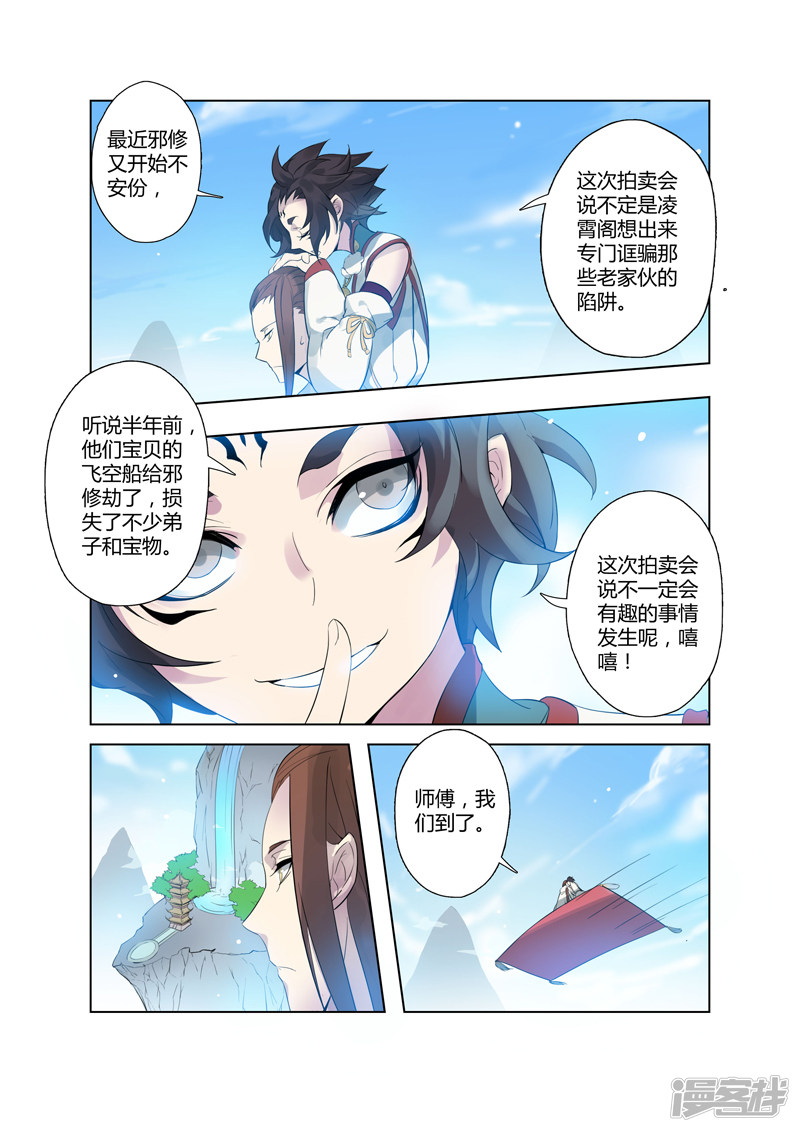 最近邪修
又开始不
安份，
这次拍卖会
说不定是凌
霄阁想出来
专门诓骗那
些老家伙的
陷阱。
听说半年前，
他们宝贝的
飞空船给邪
修劫了，损
失了不少弟
子和宝物。
这次拍卖会
说不一定会
有趣的事情
发生呢，嘻
嘻！
师傅，我
们到了。
漫客栈